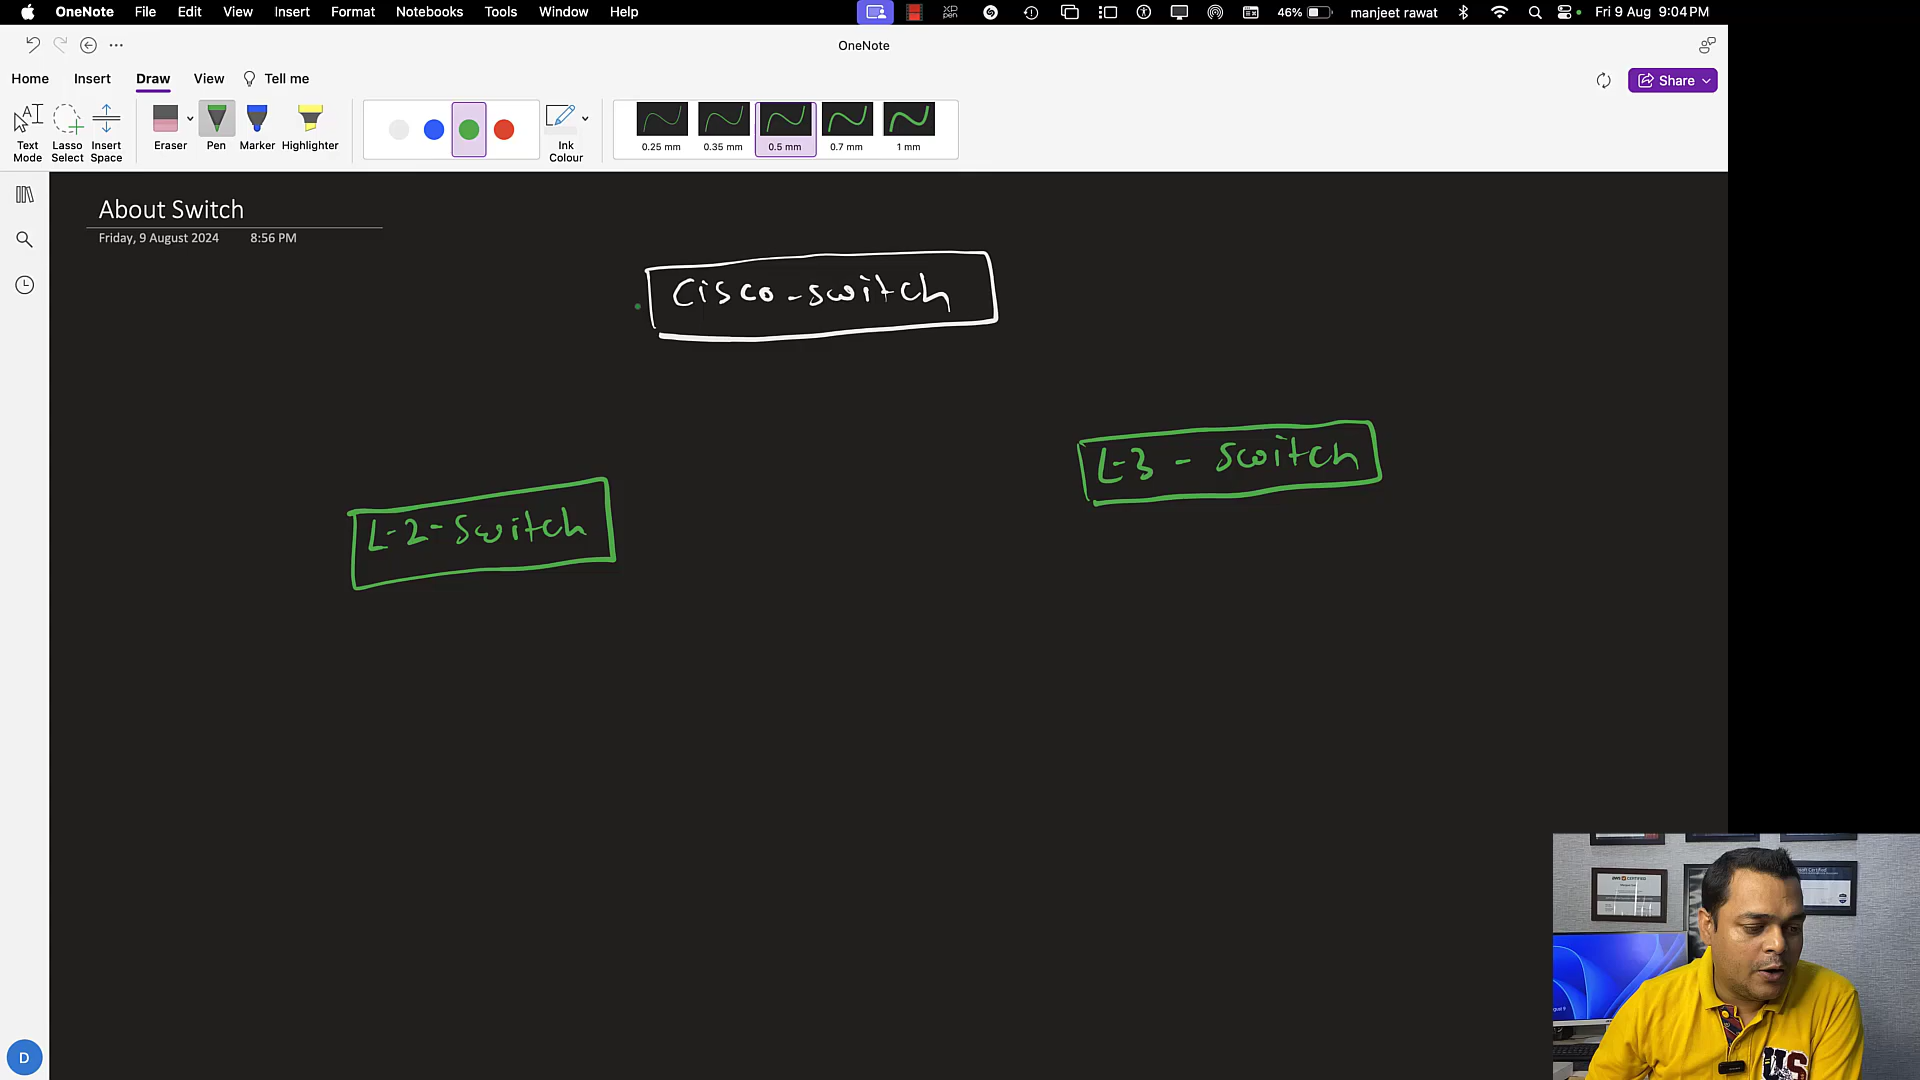 OneNote File Edit View Insert Format Notebooks Tools Window Help XP pen 46% manjeet rawat Fri 9 Aug 9:04 PM
OneNote
Home Insert Draw View Tell me Share
Text Mode Lasso Select Insert Space Eraser Pen Marker Highlighter Ink Colour 0.25 mm 0.35 mm 0.5 mm 0.7 mm 1 mm
About Switch
Friday, 9 August 2024 8:56 PM
Cisco-switch
L-3 - Switch
L-2-Switch
D
US